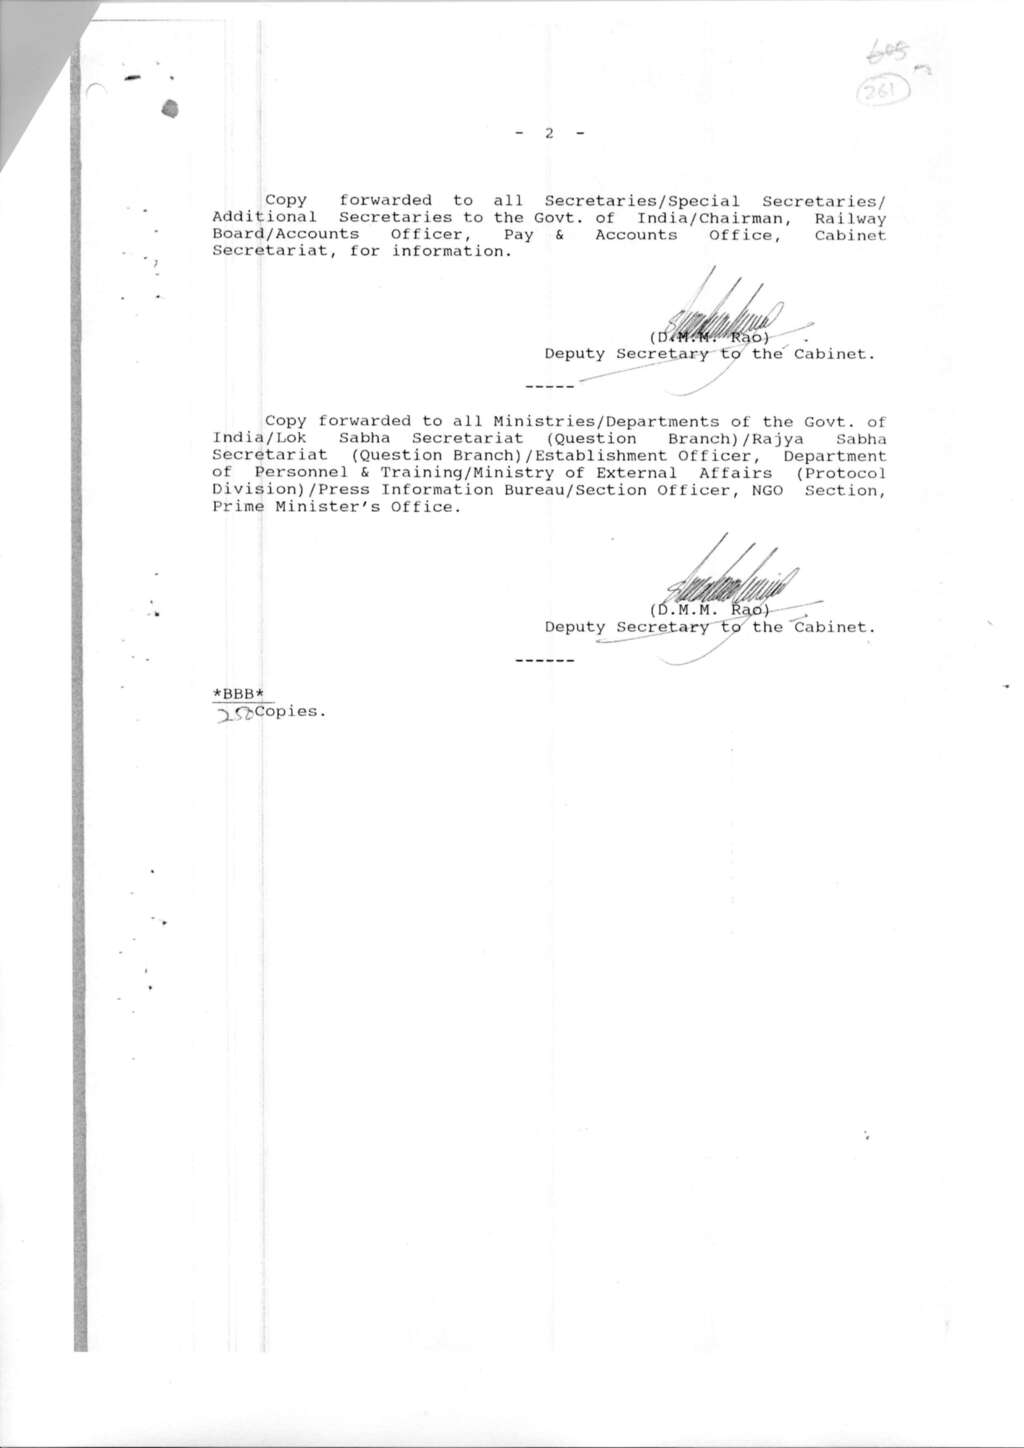 605
261
- 2 -
Copy forwarded to all Secretaries/Special Secretaries/
Additional Secretaries to the Govt. of India/Chairman, Railway
Board/Accounts Officer, Pay & Accounts Office, Cabinet
Secretariat, for information.
(D.M.M. Rao)
Deputy Secretary to the Cabinet.
-----
Copy forwarded to all Ministries/Departments of the Govt. of
India/Lok Sabha Secretariat (Question Branch)/Rajya Sabha
Secretariat (Question Branch)/Establishment Officer, Department
of Personnel & Training/Ministry of External Affairs (Protocol
Division)/Press Information Bureau/Section Officer, NGO Section,
Prime Minister's Office.
(D.M.M. Rao)
Deputy Secretary to the Cabinet.
------
*BBB*
250 Copies.